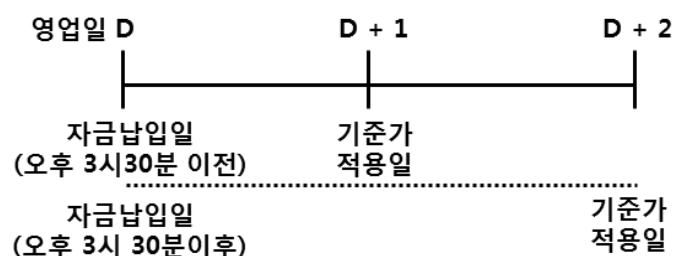 영업일 D D + 1 D + 2
자금납입일 기준가
(오후 3시30분 이전) 적용일
자금납입일 기준가
(오후 3시 30분이후) 적용일